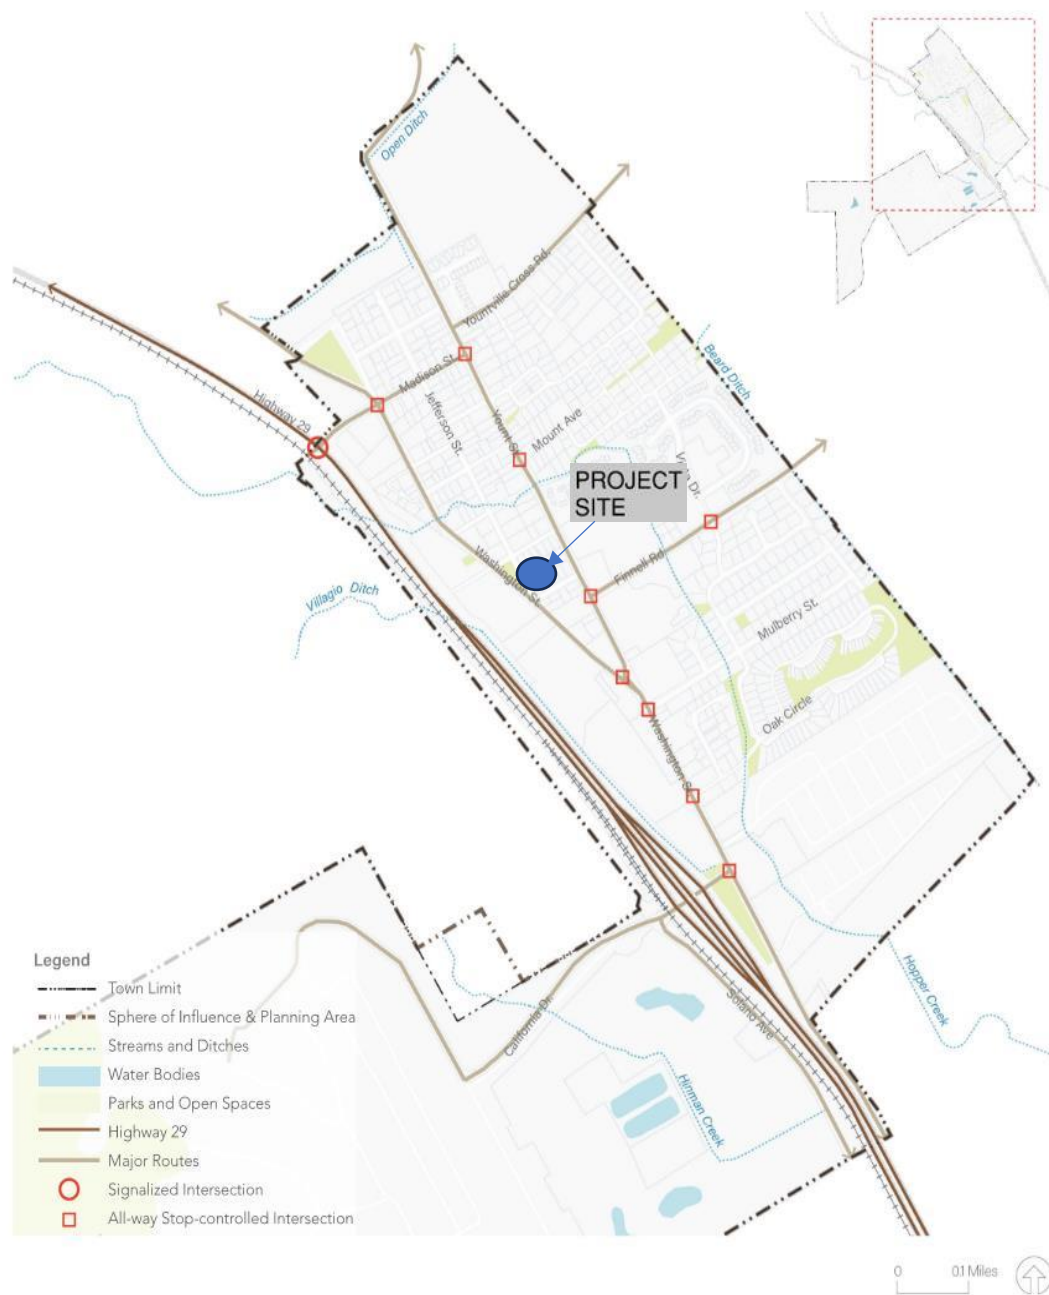 Open Ditch
Yountville Cross Rd.
Beard Ditch
Madison St.
Highway 29
Jefferson St.
Yount St.
Mount Ave
PROJECT
SITE
Dr.
Washington St.
Finnell Rd
Villagio Ditch
Mulberry St.
Oak Circle
Washington St.
Hopper Creek
Solano Ave
California Dr.
Hinman Creek
Legend
Town Limit
Sphere of Influence & Planning Area
Streams and Ditches
Water Bodies
Parks and Open Spaces
Highway 29
Major Routes
Signalized Intersection
All-way Stop-controlled Intersection
0
0.1 Miles